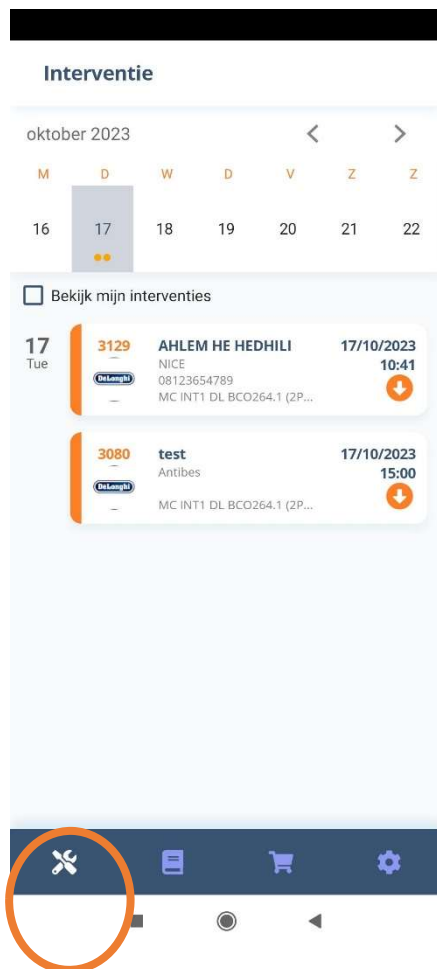 Interventie
oktober 2023
M D W D V Z Z
16 17 18 19 20 21 22
Bekijk mijn interventies
17
Tue
3129 AHLEM HE HEDHILI 17/10/2023
NICE 10:41
DeLonghi 08123654789
MC INT1 DL BCO264.1 (2P...
3080 test 17/10/2023
Antibes 15:00
DeLonghi
MC INT1 DL BCO264.1 (2P...